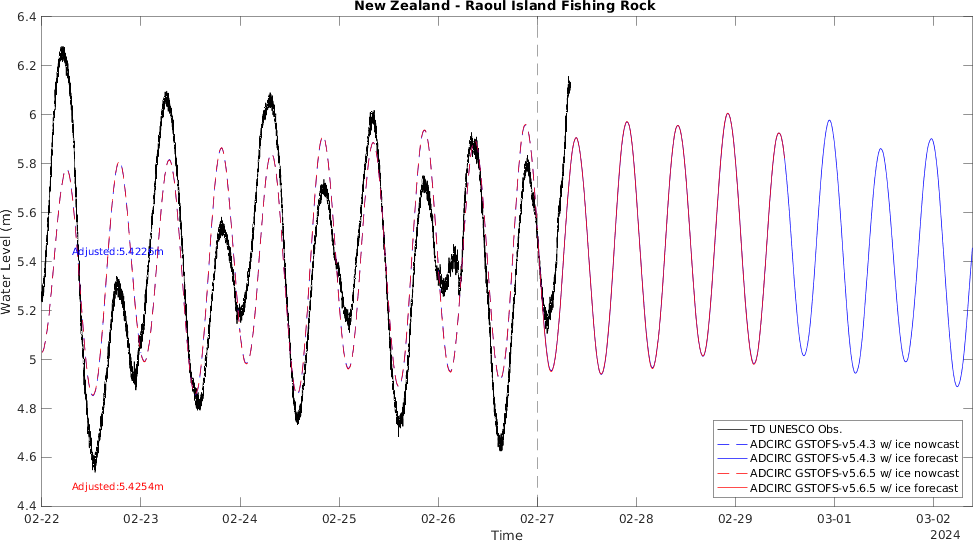 New Zealand - Raoul Island Fishing Rock
Water Level (m)
6.4
6.2
6
5.8
5.6
5.4
5.2
5
4.8
4.6
4.4
Adjusted:5.4225m
Adjusted:5.4254m
TD UNESCO Obs.
ADCIRC GSTOFS-v5.4.3 w/ ice nowcast
ADCIRC GSTOFS-v5.4.3 w/ ice forecast
ADCIRC GSTOFS-v5.6.5 w/ ice nowcast
ADCIRC GSTOFS-v5.6.5 w/ ice forecast
02-22 02-23 02-24 02-25 02-26 02-27 02-28 02-29 03-01 03-02
2024
Time